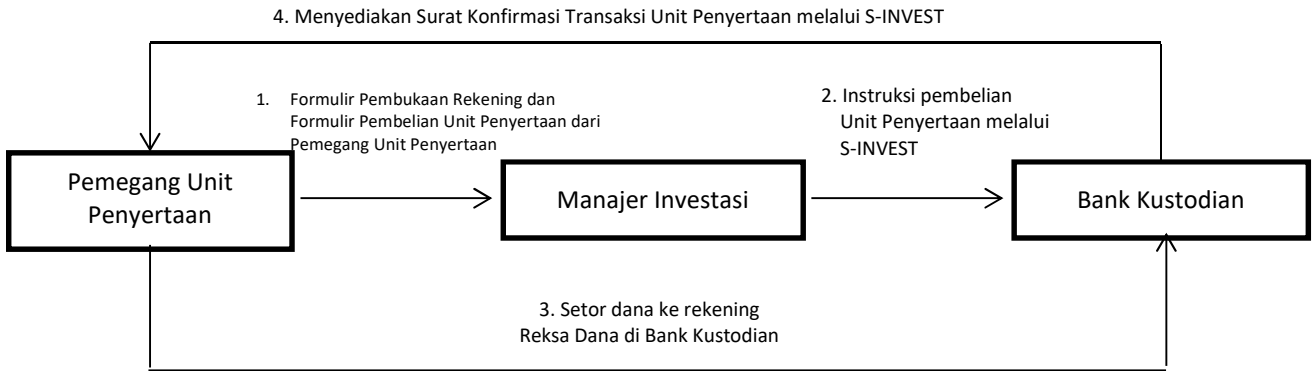 4. Menyediakan Surat Konfirmasi Transaksi Unit Penyertaan melalui S-INVEST
1. Formulir Pembukaan Rekening dan
Formulir Pembelian Unit Penyertaan dari
Pemegang Unit Penyertaan
2. Instruksi pembelian
Unit Penyertaan melalui
S-INVEST
Pemegang Unit
Penyertaan
Manajer Investasi
Bank Kustodian
3. Setor dana ke rekening
Reksa Dana di Bank Kustodian